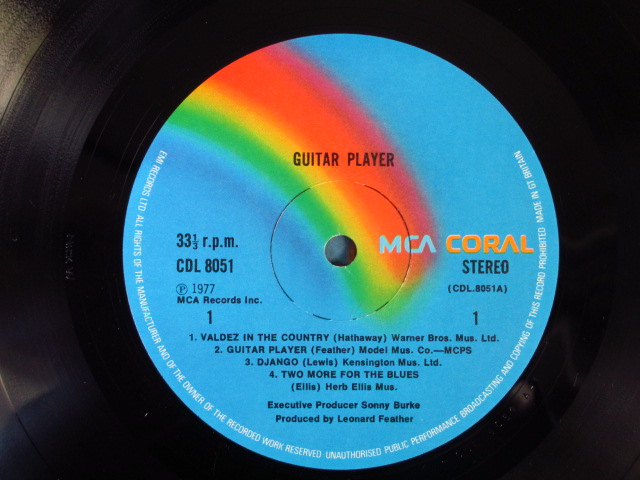 GUITAR PLAYER
MCA CORAL
33⅓ r.p.m.
CDL 8051
℗ 1977
MCA Records Inc.
1
STEREO
(CDL.8051A)
1
1. VALDEZ IN THE COUNTRY (Hathaway) Warner Bros. Mus. Ltd.
2. GUITAR PLAYER (Feather) Model Mus. Co.—MCPS
3. DJANGO (Lewis) Kensington Mus. Ltd.
4. TWO MORE FOR THE BLUES
(Ellis) Herb Ellis Mus.
Executive Producer Sonny Burke
Produced by Leonard Feather
EMI RECORDS LTD ALL RIGHTS OF THE MANUFACTURER AND OF THE OWNER OF THE RECORDED WORK RESERVED UNAUTHORISED PUBLIC PERFORMANCE BROADCASTING AND COPYING OF THIS RECORD PROHIBITED MADE IN GT BRITAIN